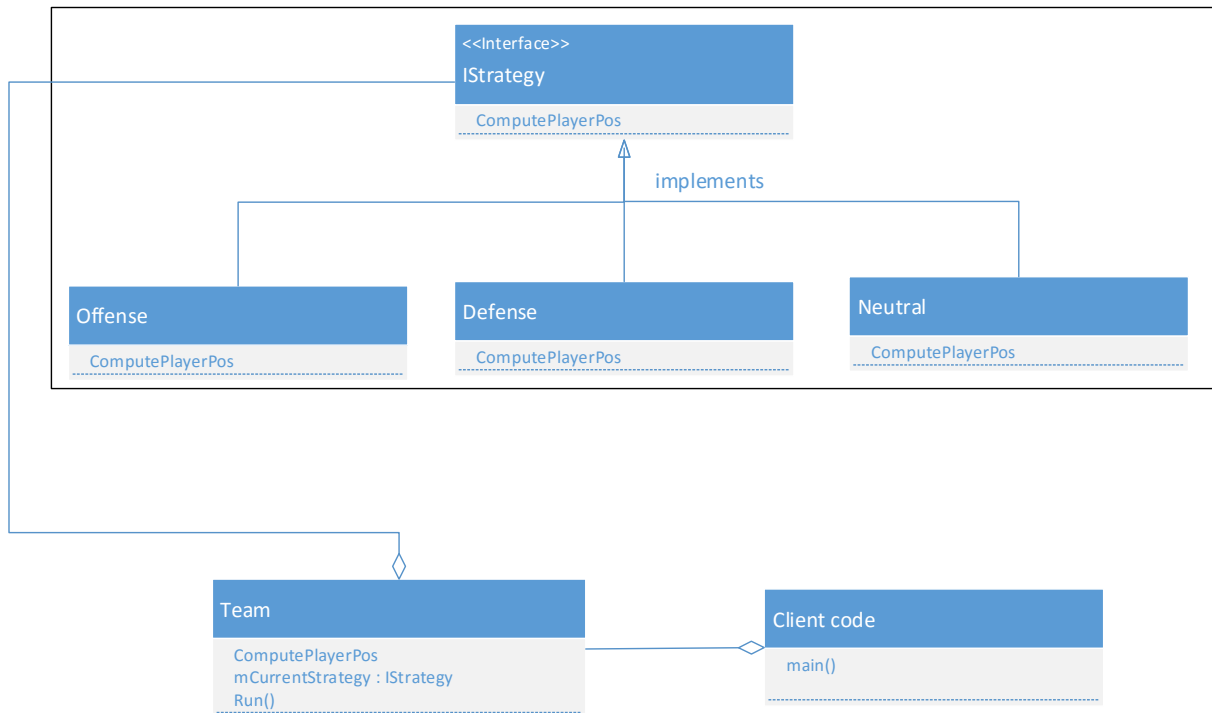 <<Interface>>
IStrategy
ComputePlayerPos
implements
Offense
ComputePlayerPos
Defense
ComputePlayerPos
Neutral
ComputePlayerPos
Team
ComputePlayerPos
mCurrentStrategy : IStrategy
Run()
Client code
main()